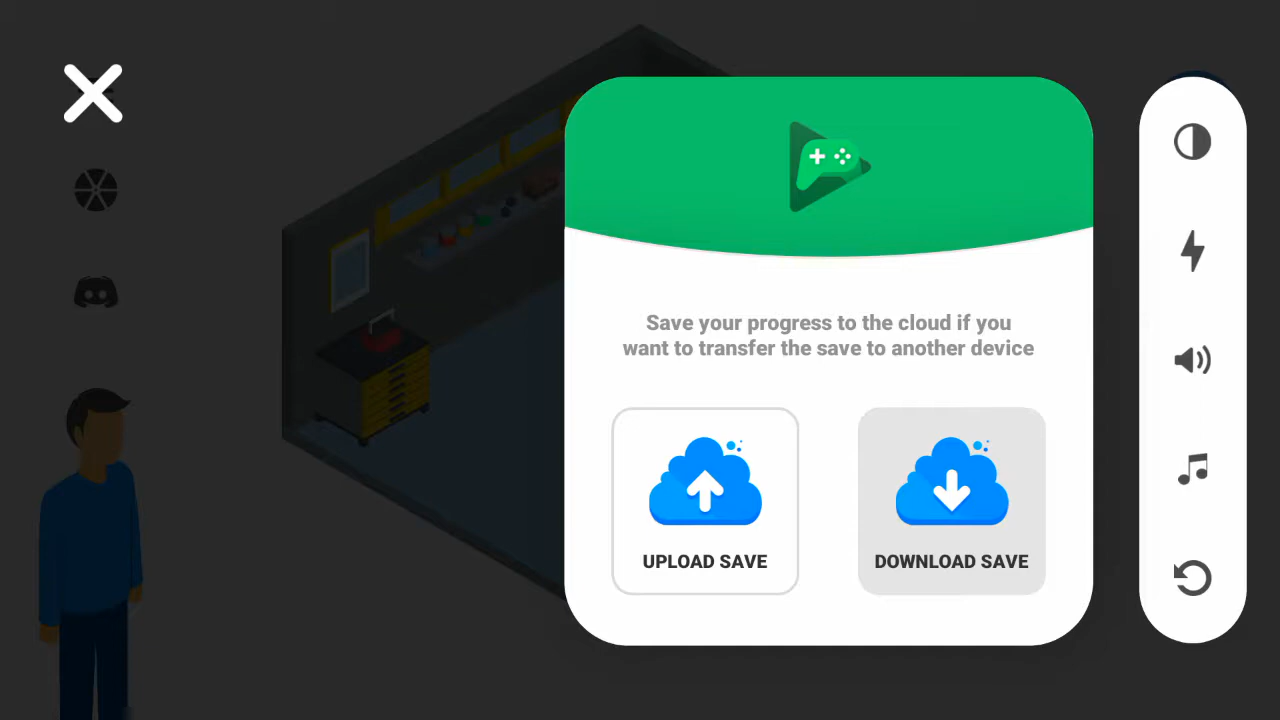 Save your progress to the cloud if you
want to transfer the save to another device
UPLOAD SAVE
DOWNLOAD SAVE